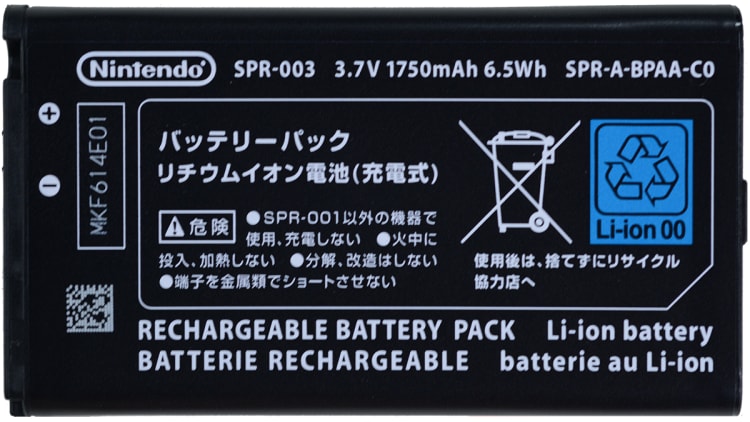 Nintendo SPR-003 3.7V 1750mAh 6.5Wh SPR-A-BPAA-C0
+
−
MKF614E01
バッテリーパック
リチウムイオン電池(充電式)
⚠危険 ●SPR-001以外の機器で
使用、充電しない ●火中に
投入、加熱しない ●分解、改造はしない
●端子を金属類でショートさせない
Li-ion 00
使用後は、捨てずにリサイクル
協力店へ
RECHARGEABLE BATTERY PACK Li-ion battery
BATTERIE RECHARGEABLE batterie au Li-ion